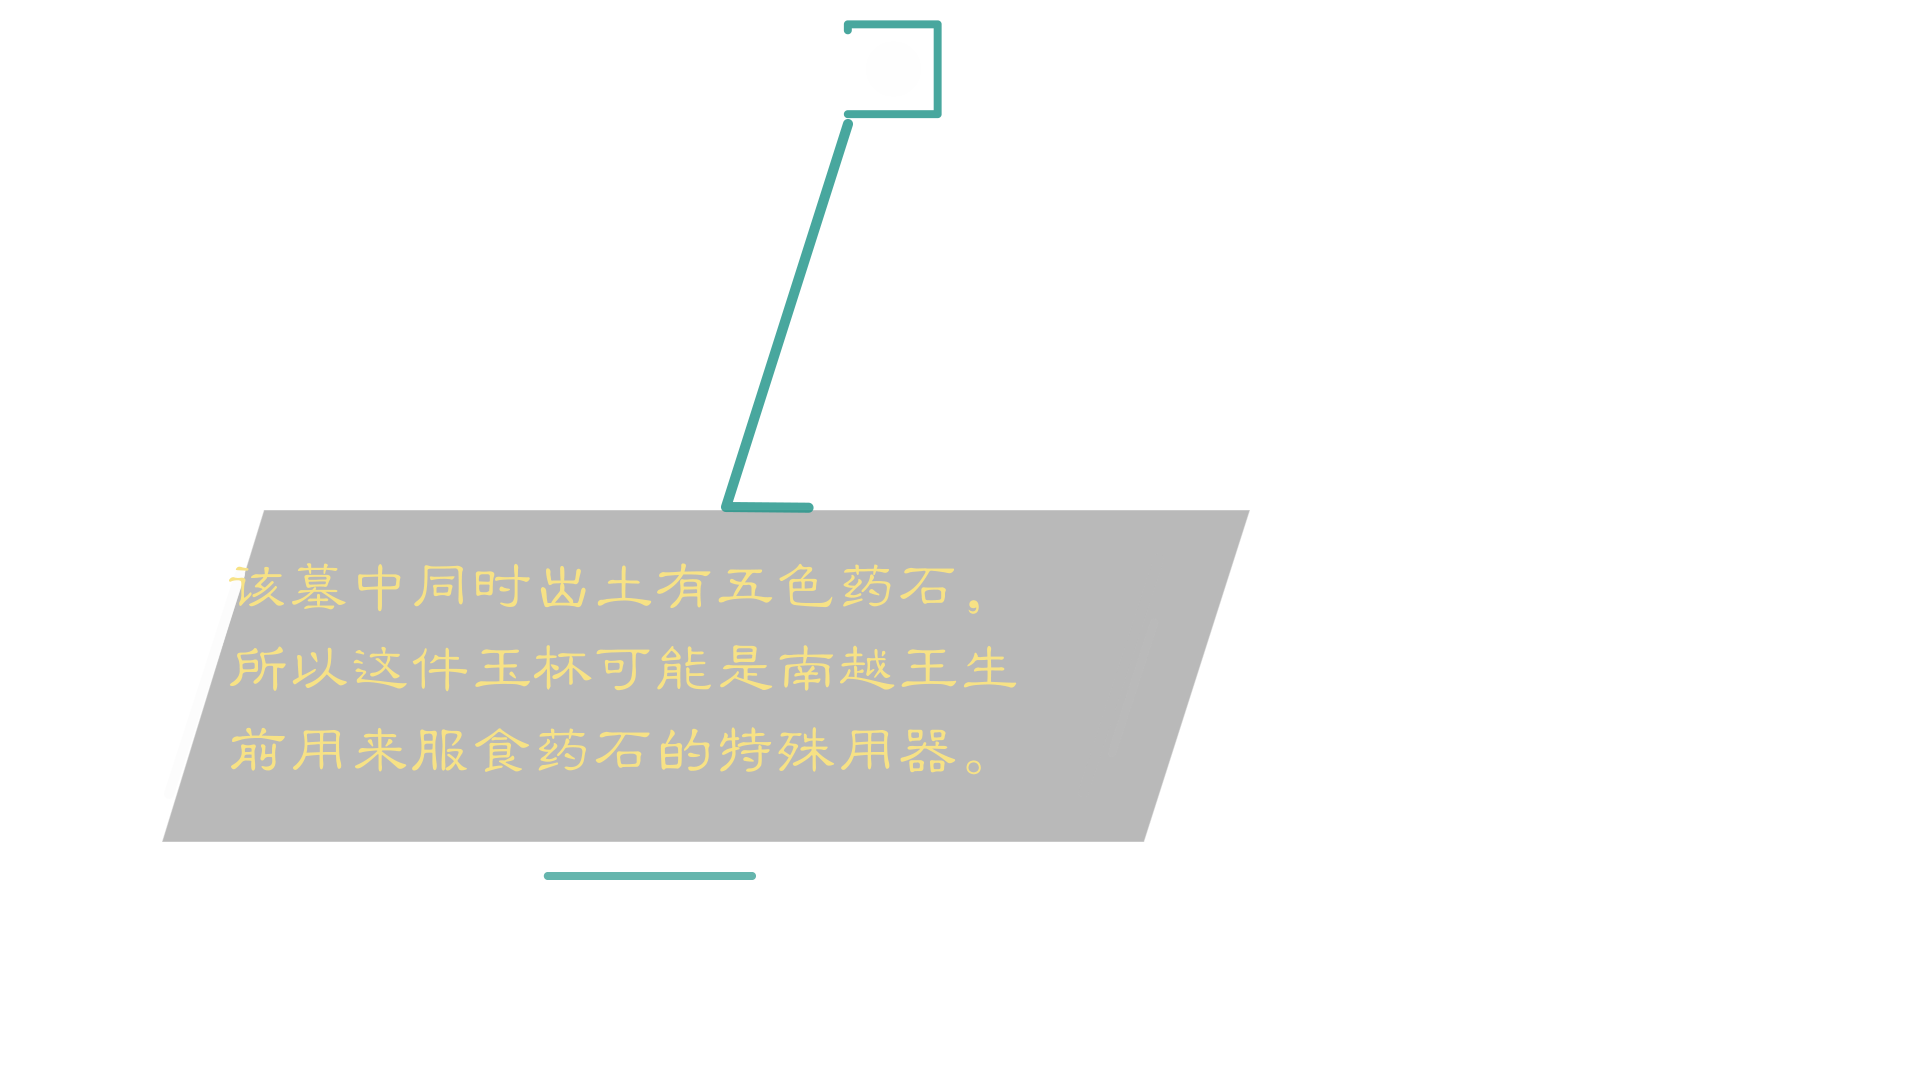 该墓中同时出土有五色药石，
所以这件玉杯可能是南越王生
前用来服食药石的特殊用器。